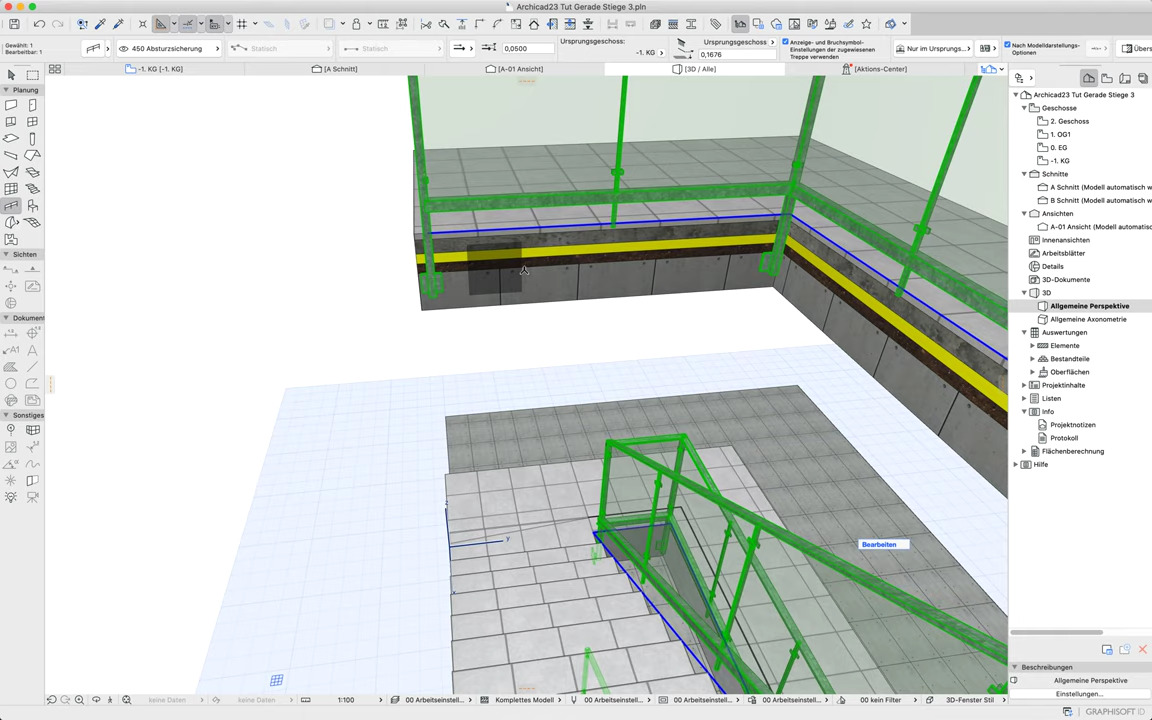 Archicad23 Tut Gerade Stiege 3.pln
Gewählt: 1
Bearbeitet: 1
450 Absturzsicherung
Statisch
Statisch
0,0500
Ursprungsgeschoss:
-1. KG
Ursprungsgeschoss
0,1676
Anzeige- und Bruchsymbol-
Einstellungen der zugewiesenen
Treppe verwenden
Nur im Ursprungs...
Nach Modelldarstellungs-
Optionen
Übers
-1. KG [-1. KG]
[A Schnitt]
[A-01 Ansicht]
[3D / Alle]
[Aktions-Center]
Planung
Sichten
Dokument
Sonstiges
Archicad23 Tut Gerade Stiege 3
Geschosse
2. Geschoss
1. OG1
0. EG
-1. KG
Schnitte
A Schnitt (Modell automatisch w
B Schnitt (Modell automatisch w
Ansichten
A-01 Ansicht (Modell automatisc
Innenansichten
Arbeitsblätter
Details
3D-Dokumente
3D
Allgemeine Perspektive
Allgemeine Axonometrie
Auswertungen
Elemente
Bestandteile
Oberflächen
Projektinhalte
Listen
Info
Projektnotizen
Protokoll
Flächenberechnung
Hilfe
z
y
x
Bearbeiten
Beschreibungen
Allgemeine Perspektive
Einstellungen...
keine Daten
keine Daten
1:100
00 Arbeitseinstell...
Komplettes Modell
00 Arbeitseinstell...
00 Arbeitseinstell...
00 Arbeitseinstell...
00 kein Filter
3D-Fenster Stil
GRAPHISOFT ID